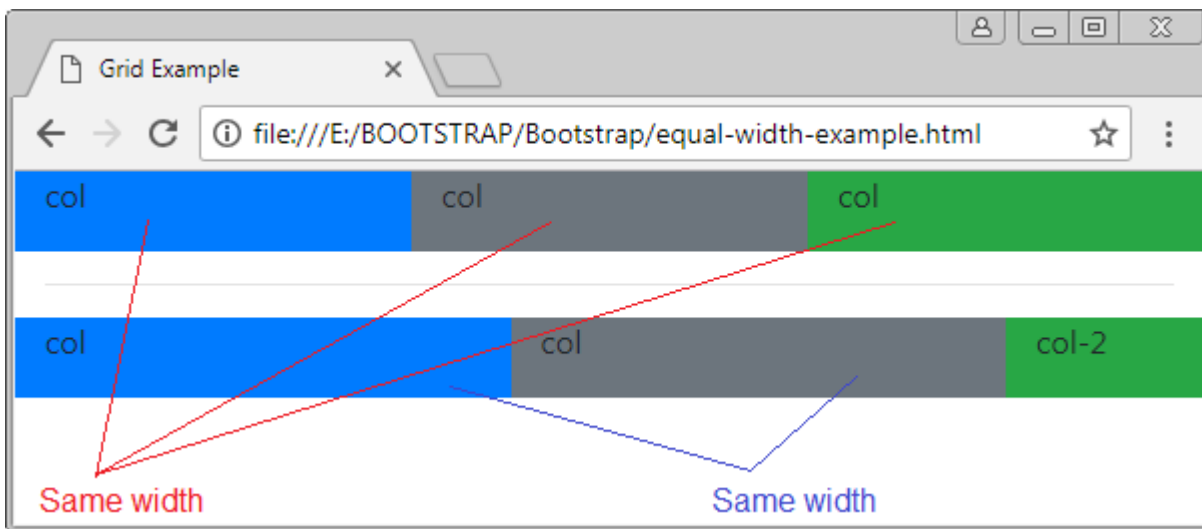 Grid Example
file:///E:/BOOTSTRAP/Bootstrap/equal-width-example.html
col col col
col col col-2
Same width Same width